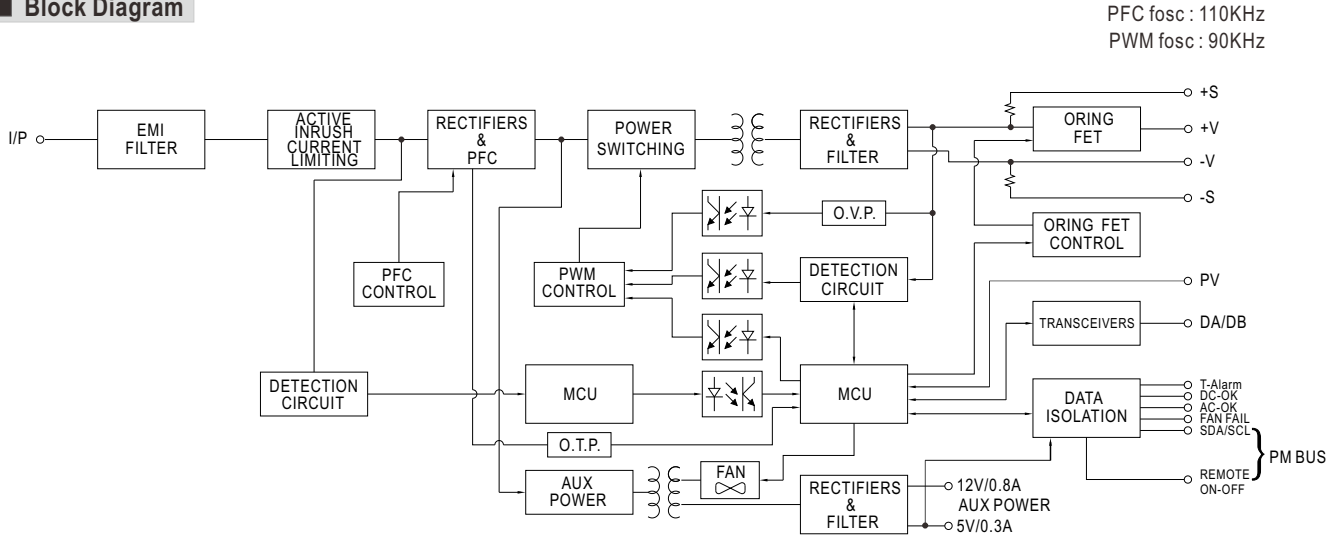 Block Diagram
PFC fosc : 110KHz
PWM fosc : 90KHz
I/P
EMI
FILTER
ACTIVE
INRUSH
CURRENT
LIMITING
RECTIFIERS
&
PFC
POWER
SWITCHING
RECTIFIERS
&
FILTER
ORING
FET
+S
+V
-V
-S
O.V.P.
ORING FET
CONTROL
PFC
CONTROL
PWM
CONTROL
DETECTION
CIRCUIT
PV
TRANSCEIVERS
DA/DB
DETECTION
CIRCUIT
MCU
MCU
DATA
ISOLATION
T-Alarm
DC-OK
AC-OK
FAN FAIL
SDA/SCL
PM BUS
REMOTE
ON-OFF
O.T.P.
AUX
POWER
FAN
RECTIFIERS
&
FILTER
12V/0.8A
AUX POWER
5V/0.3A